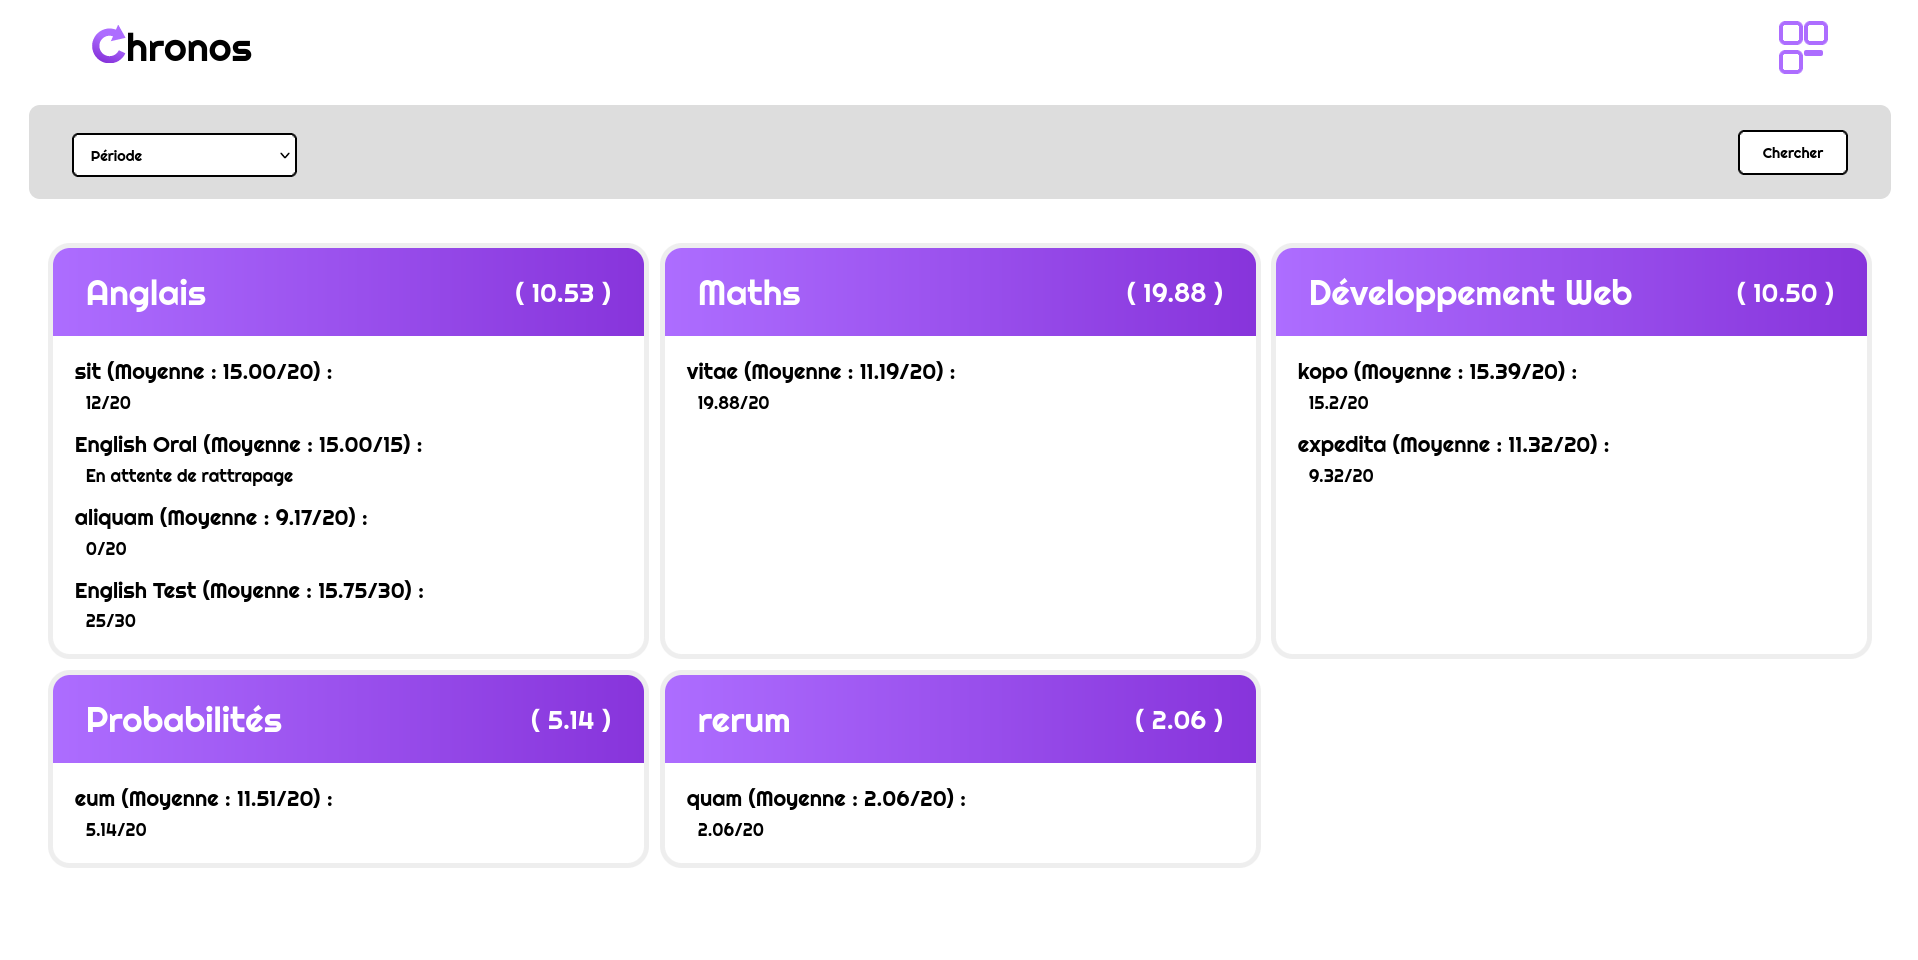 Chronos
Période
Chercher
Anglais ( 10.53 )
sit (Moyenne : 15.00/20) :
12/20
English Oral (Moyenne : 15.00/15) :
En attente de rattrapage
aliquam (Moyenne : 9.17/20) :
0/20
English Test (Moyenne : 15.75/30) :
25/30
Maths ( 19.88 )
vitae (Moyenne : 11.19/20) :
19.88/20
Développement Web ( 10.50 )
kopo (Moyenne : 15.39/20) :
15.2/20
expedita (Moyenne : 11.32/20) :
9.32/20
Probabilités ( 5.14 )
eum (Moyenne : 11.51/20) :
5.14/20
rerum ( 2.06 )
quam (Moyenne : 2.06/20) :
2.06/20